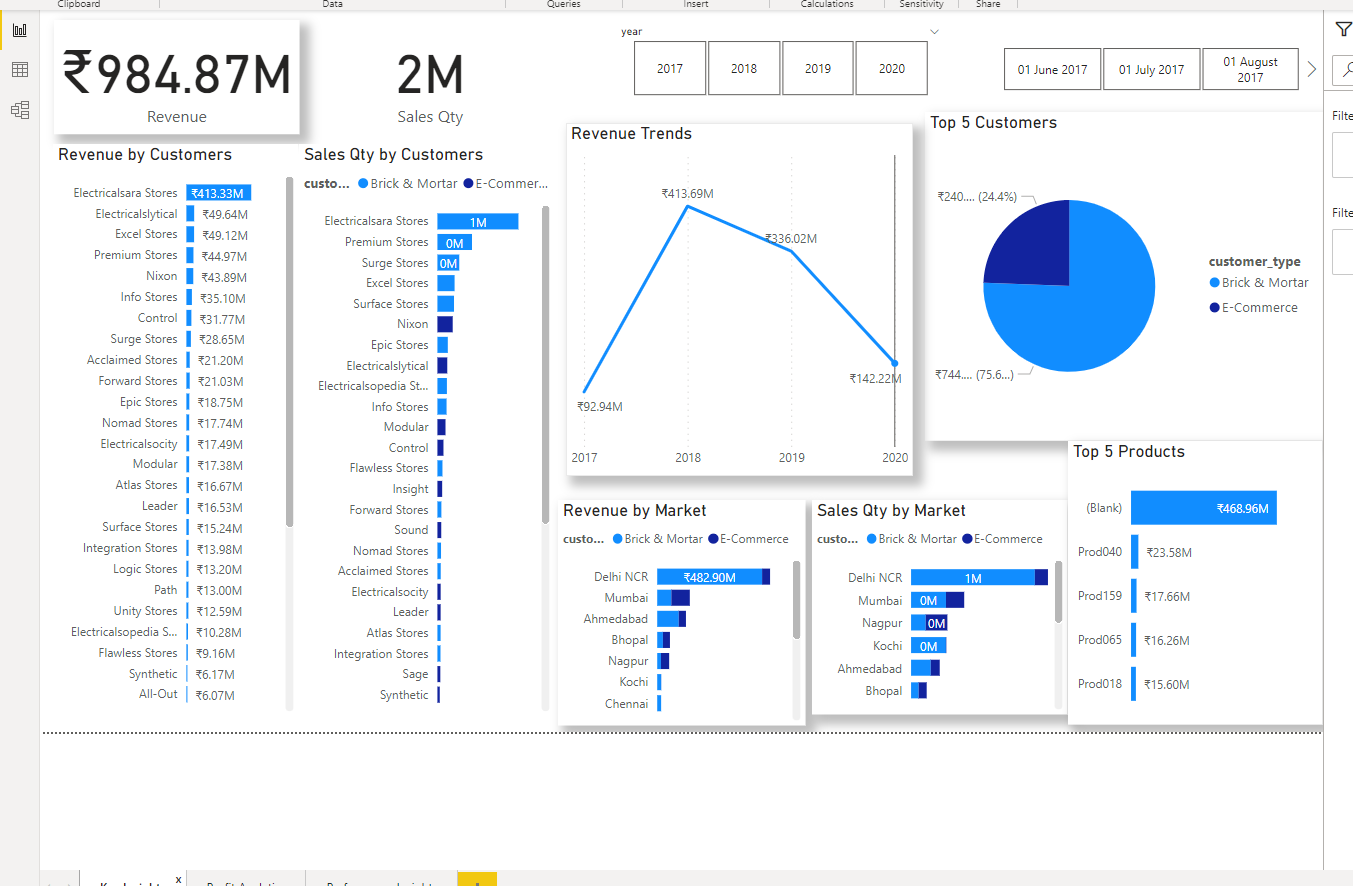 Clipboard
Data
Queries
Insert
Calculations
Sensitivity
Share
₹984.87M
Revenue
2M
Sales Qty
year
2017
2018
2019
2020
01 June 2017
01 July 2017
01 August
2017
Filte
Filte
Revenue by Customers
Electricalsara Stores ₹413.33M
Electricalslytical ₹49.64M
Excel Stores ₹49.12M
Premium Stores ₹44.97M
Nixon ₹43.89M
Info Stores ₹35.10M
Control ₹31.77M
Surge Stores ₹28.65M
Acclaimed Stores ₹21.20M
Forward Stores ₹21.03M
Epic Stores ₹18.75M
Nomad Stores ₹17.74M
Electricalsocity ₹17.49M
Modular ₹17.38M
Atlas Stores ₹16.67M
Leader ₹16.53M
Surface Stores ₹15.24M
Integration Stores ₹13.98M
Logic Stores ₹13.20M
Path ₹13.00M
Unity Stores ₹12.59M
Electricalsopedia S... ₹10.28M
Flawless Stores ₹9.16M
Synthetic ₹6.17M
All-Out ₹6.07M
Sales Qty by Customers
custo... Brick & Mortar E-Commer...
Electricalsara Stores 1M
Premium Stores 0M
Surge Stores 0M
Excel Stores
Surface Stores
Nixon
Epic Stores
Electricalslytical
Electricalsopedia St...
Info Stores
Modular
Control
Flawless Stores
Insight
Forward Stores
Sound
Nomad Stores
Acclaimed Stores
Electricalsocity
Leader
Atlas Stores
Integration Stores
Sage
Synthetic
Revenue Trends
₹413.69M
₹336.02M
₹142.22M
₹92.94M
2017 2018 2019 2020
Top 5 Customers
₹240.... (24.4%)
₹744.... (75.6...)
customer_type
Brick & Mortar
E-Commerce
Revenue by Market
custo... Brick & Mortar E-Commerce
Delhi NCR ₹482.90M
Mumbai
Ahmedabad
Bhopal
Nagpur
Kochi
Chennai
Sales Qty by Market
custo... Brick & Mortar E-Commerce
Delhi NCR 1M
Mumbai 0M
Nagpur 0M
Kochi 0M
Ahmedabad
Bhopal
Top 5 Products
(Blank) ₹468.96M
Prod040 ₹23.58M
Prod159 ₹17.66M
Prod065 ₹16.26M
Prod018 ₹15.60M
x